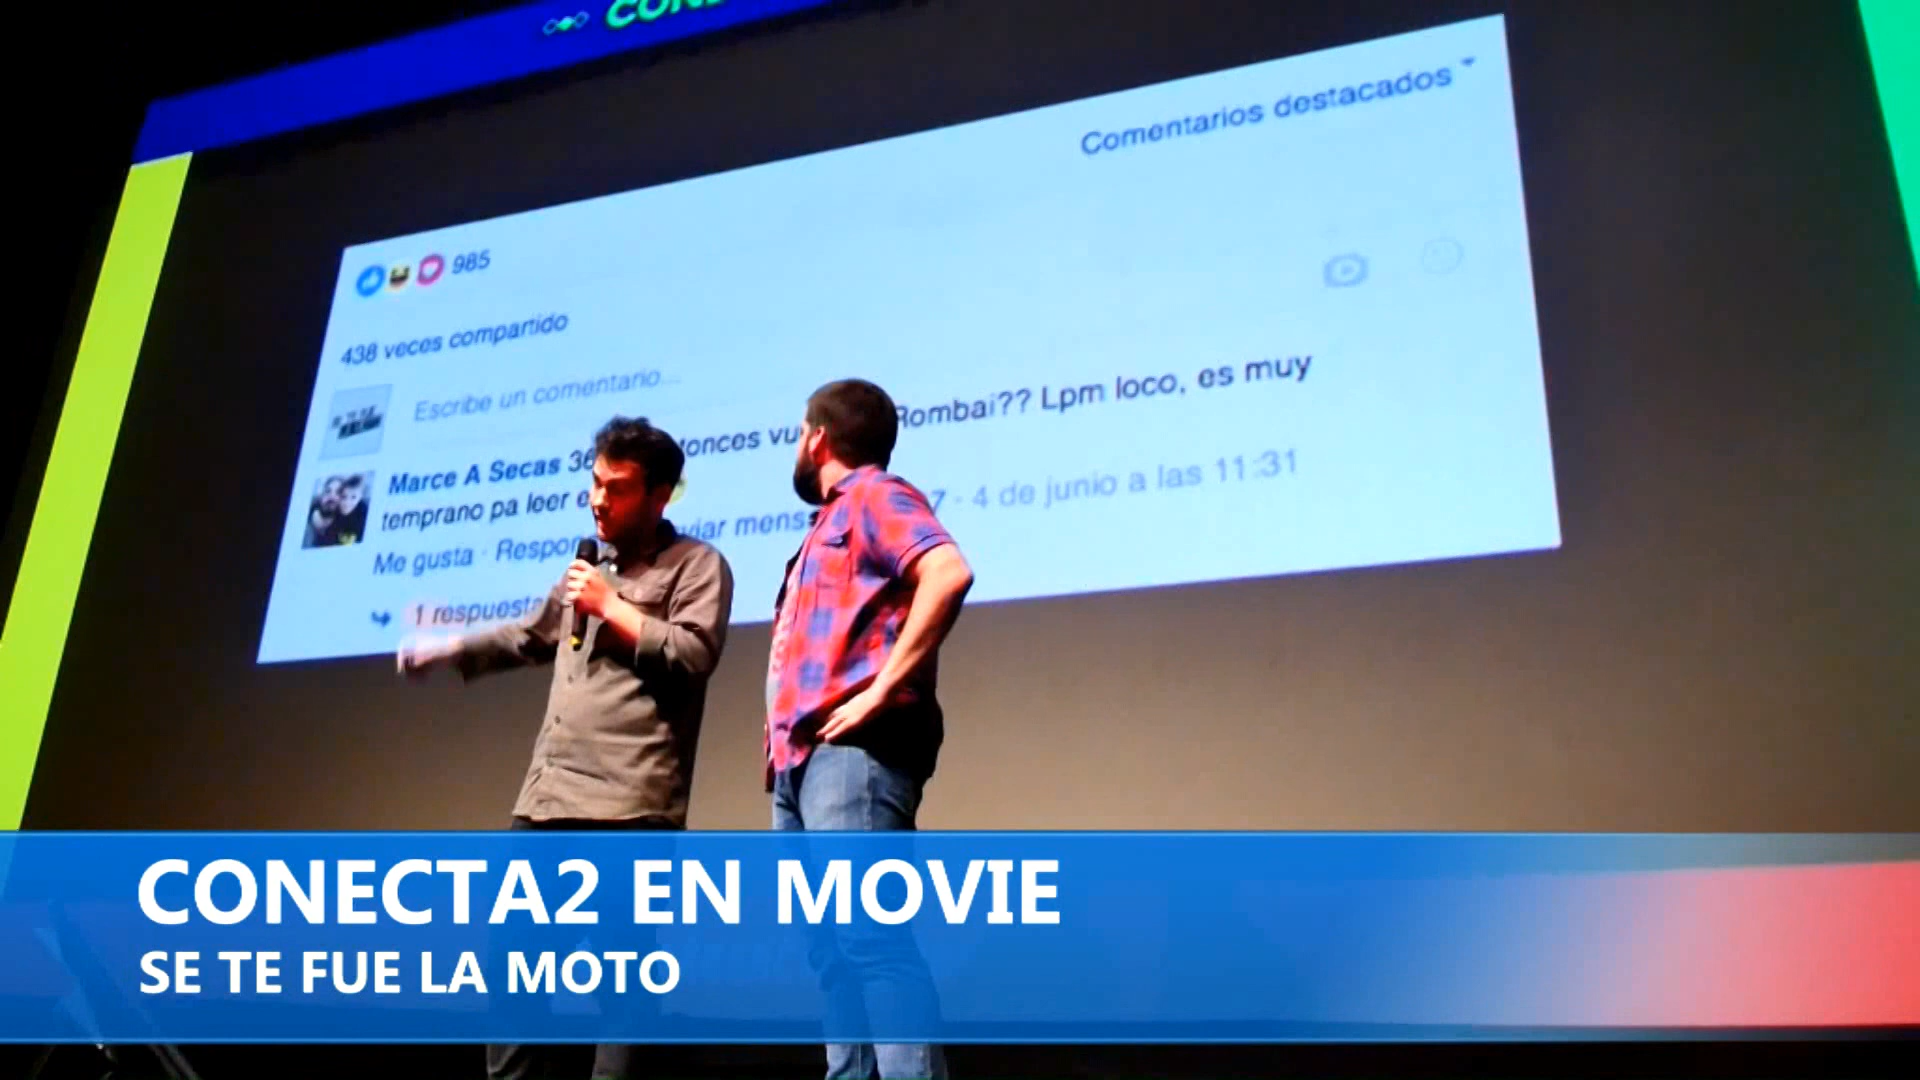 Comentarios destacados
985
438 veces compartido
Escribe un comentario...
Marce A Secas 36 Rombai?? Lpm loco, es muy
temprano pa leer
Me gusta · 4 de junio a las 11:31
1 respuesta
CONECTA2 EN MOVIE
SE TE FUE LA MOTO